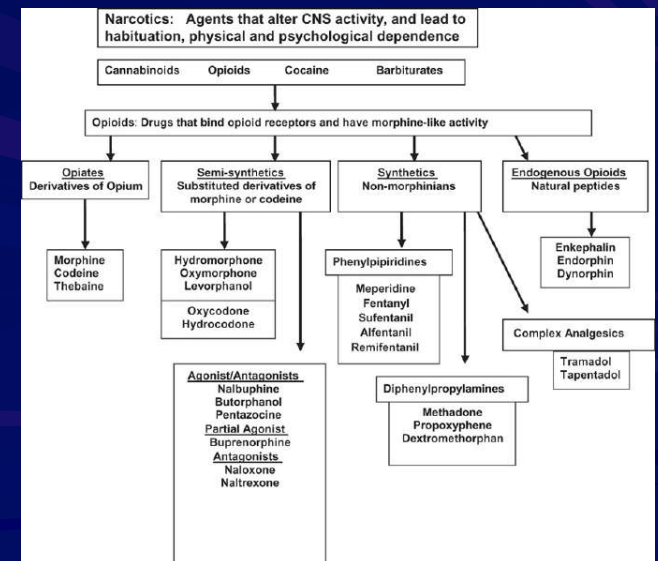 Narcotics: Agents that alter CNS activity, and lead to
habituation, physical and psychological dependence
Cannabinoids Opioids Cocaine Barbiturates
Opioids: Drugs that bind opioid receptors and have morphine-like activity
Opiates
Derivatives of Opium
Semi-synthetics
Substituted derivatives of
morphine or codeine
Synthetics
Non-morphinians
Endogenous Opioids
Natural peptides
Morphine
Codeine
Thebaine
Hydromorphone
Oxymorphone
Levorphanol
Oxycodone
Hydrocodone
Phenylpipiridines
Meperidine
Fentanyl
Sufentanil
Alfentanil
Remifentanil
Enkephalin
Endorphin
Dynorphin
Complex Analgesics
Tramadol
Tapentadol
Agonist/Antagonists
Nalbuphine
Butorphanol
Pentazocine
Partial Agonist
Buprenorphine
Antagonists
Naloxone
Naltrexone
Diphenylpropylamines
Methadone
Propoxyphene
Dextromethorphan